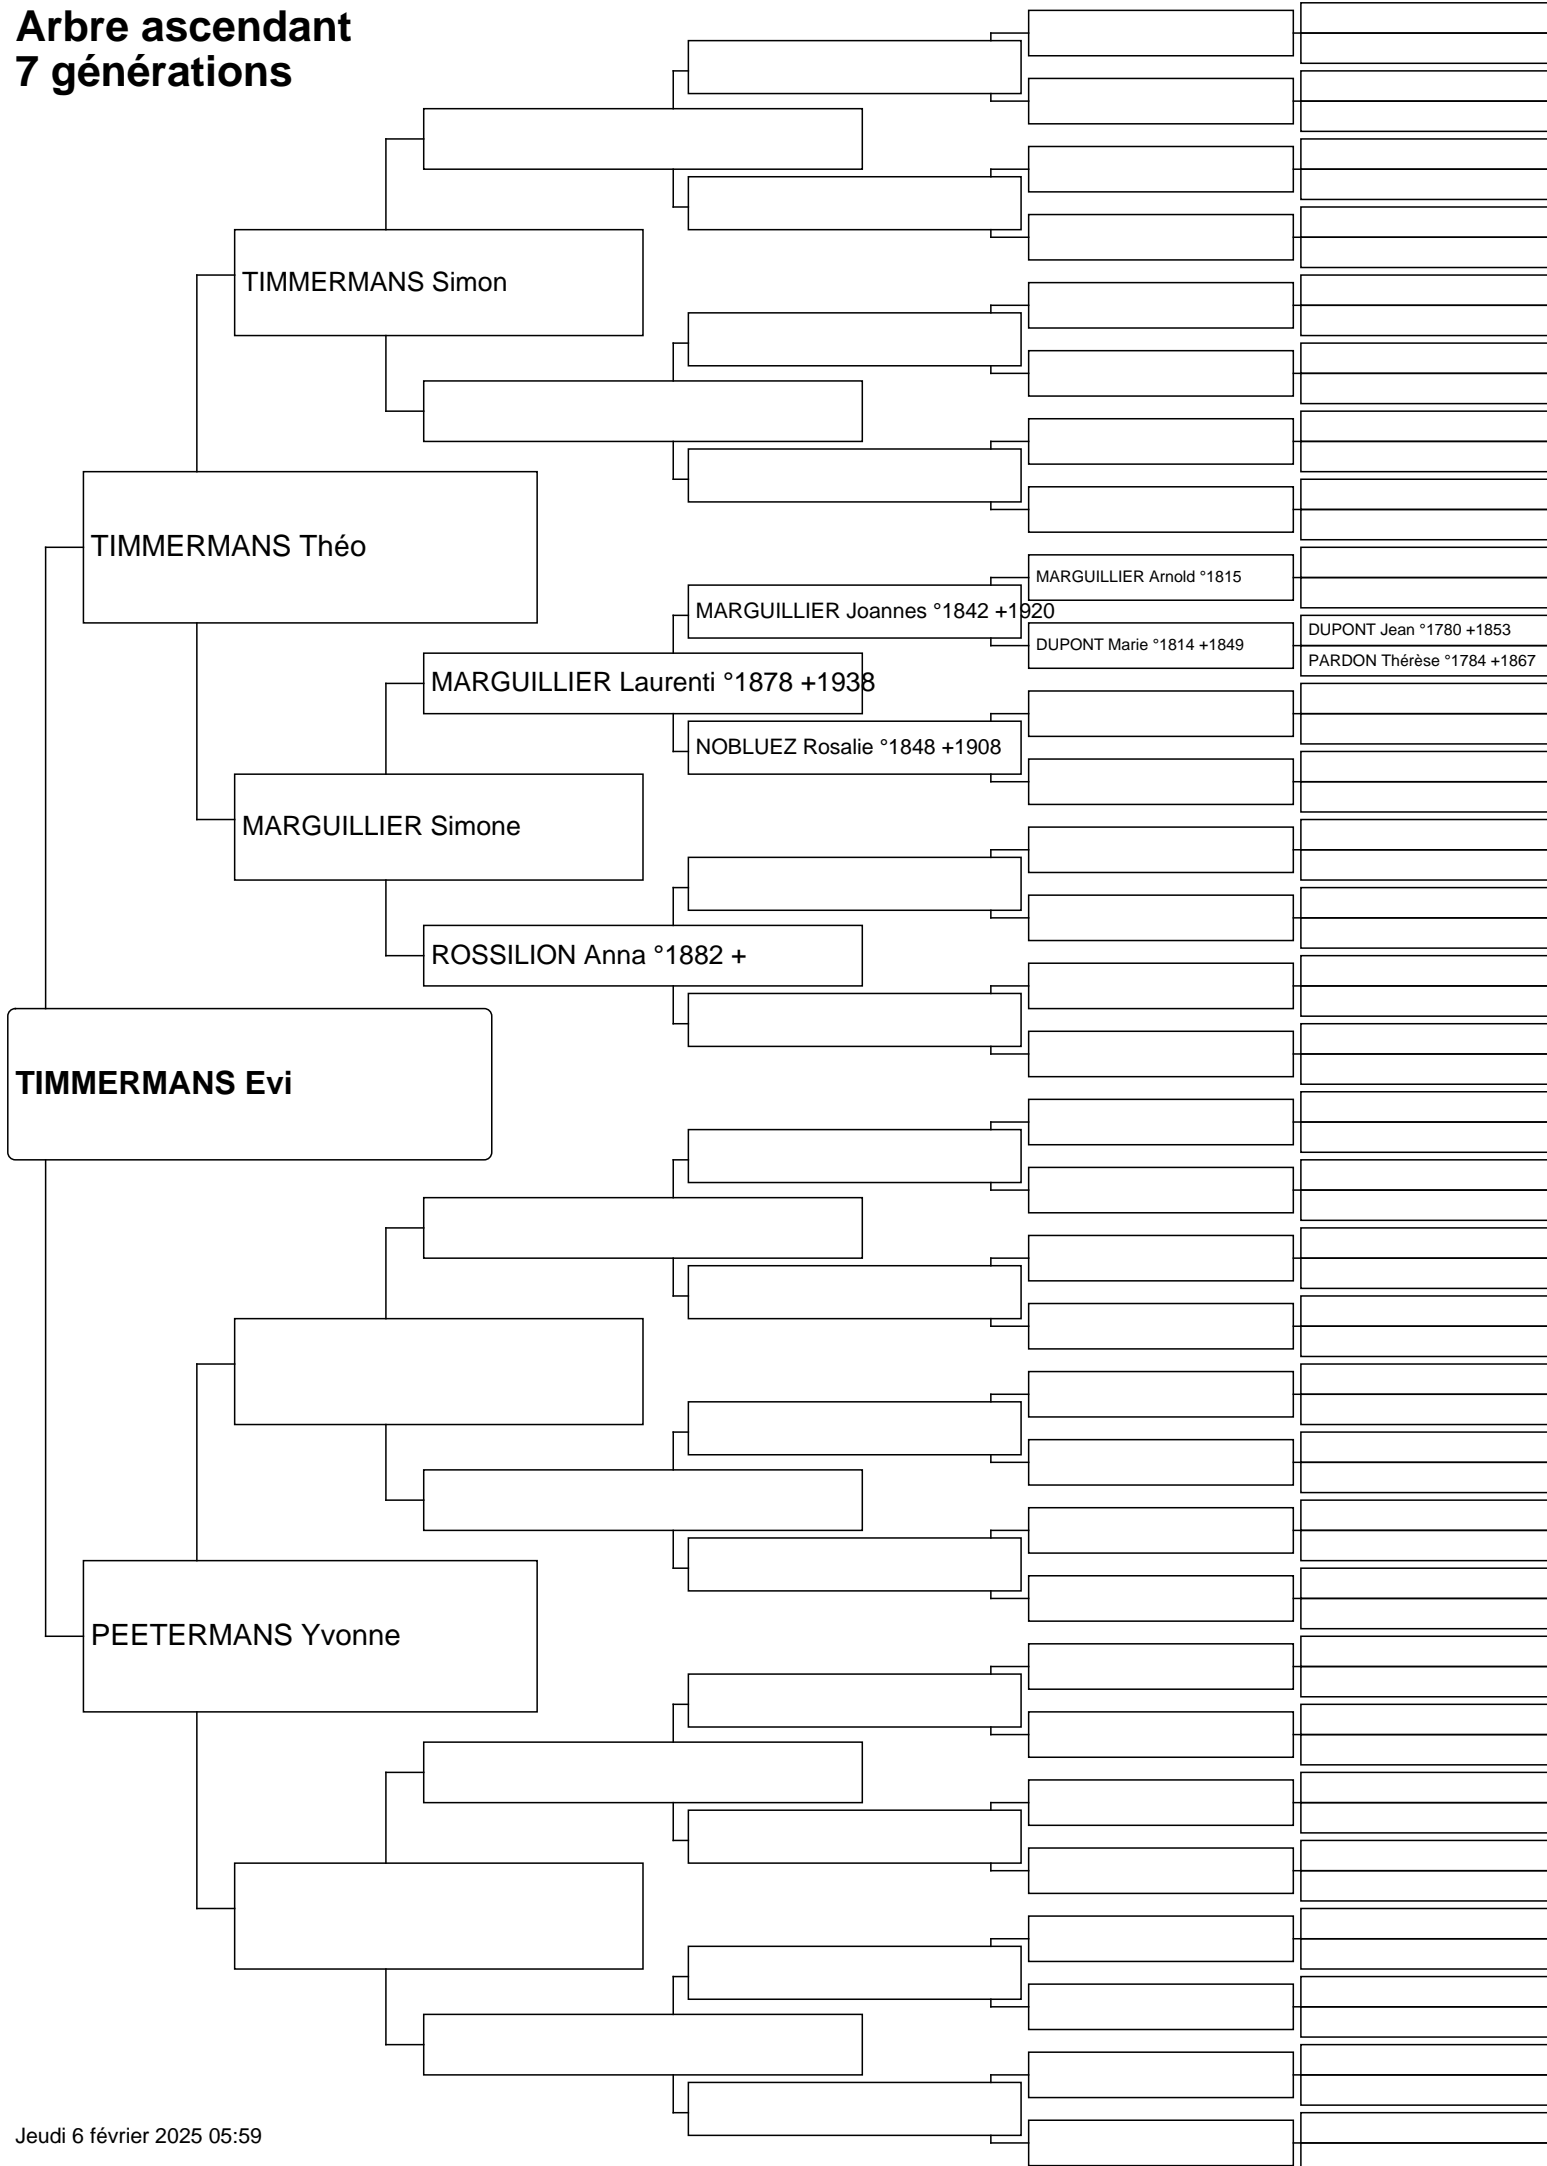 Arbre ascendant
7 générations
TIMMERMANS Simon
TIMMERMANS Théo
MARGUILLIER Arnold °1815
MARGUILLIER Joannes °1842 +1920
DUPONT Jean °1780 +1853
DUPONT Marie °1814 +1849
PARDON Thérèse °1784 +1867
MARGUILLIER Laurenti °1878 +1938
NOBLUEZ Rosalie °1848 +1908
MARGUILLIER Simone
ROSSILION Anna °1882 +
TIMMERMANS Evi
PEETERMANS Yvonne
Jeudi 6 février 2025 05:59